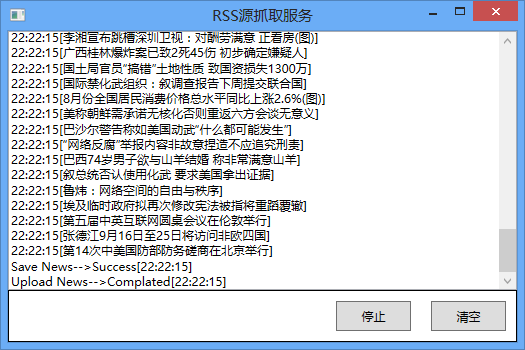 RSS源抓取服务
22:22:15[李湘宣布跳槽深圳卫视：对酬劳满意 正看房(图)]
22:22:15[广西桂林爆炸案已致2死45伤 初步确定嫌疑人]
22:22:15[国土局官员"搞错"土地性质 致国资损失1300万]
22:22:15[国际禁化武组织：叙调查报告下周提交联合国]
22:22:15[8月份全国居民消费价格总水平同比上涨2.6%(图)]
22:22:15[美称朝鲜需承诺无核化否则重返六方会谈无意义]
22:22:15[巴沙尔警告称如美国动武"什么都可能发生"]
22:22:15["网络反腐"举报内容非故意捏造不应追究刑责]
22:22:15[巴西74岁男子欲与山羊结婚 称非常满意山羊]
22:22:15[叙总统否认使用化武 要求美国拿出证据]
22:22:15[鲁炜：网络空间的自由与秩序]
22:22:15[埃及临时政府拟再次修改宪法被指将重蹈覆辙]
22:22:15[第五届中英互联网圆桌会议在伦敦举行]
22:22:15[张德江9月16日至25日将访问非欧四国]
22:22:15[第14次中美国防部防务磋商在北京举行]
Save News-->Success[22:22:15]
Upload News-->Complated[22:22:15]
停止
清空